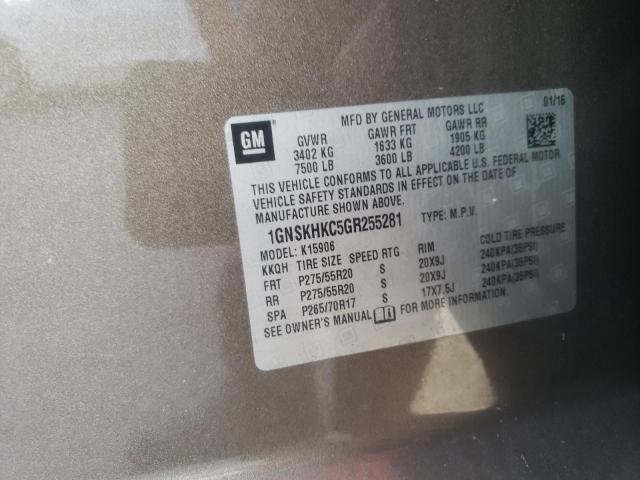 GM
MFD BY GENERAL MOTORS LLC 01/16
GVWR GAWR FRT GAWR RR
3402 KG 1633 KG 1905 KG
7500 LB 3600 LB 4200 LB
THIS VEHICLE CONFORMS TO ALL APPLICABLE U.S. FEDERAL MOTOR
VEHICLE SAFETY STANDARDS IN EFFECT ON THE DATE OF
MANUFACTURE SHOWN ABOVE.
1GNSKHKC5GR255281 TYPE: M.P.V.
MODEL: K15906
KKQH TIRE SIZE SPEED RTG RIM COLD TIRE PRESSURE
FRT P275/55R20 S 20X9J 240KPA(35PSI)
RR P275/55R20 S 20X9J 240KPA(35PSI)
SPA P265/70R17 S 17X7.5J 240KPA(35PSI)
SEE OWNER'S MANUAL FOR MORE INFORMATION.